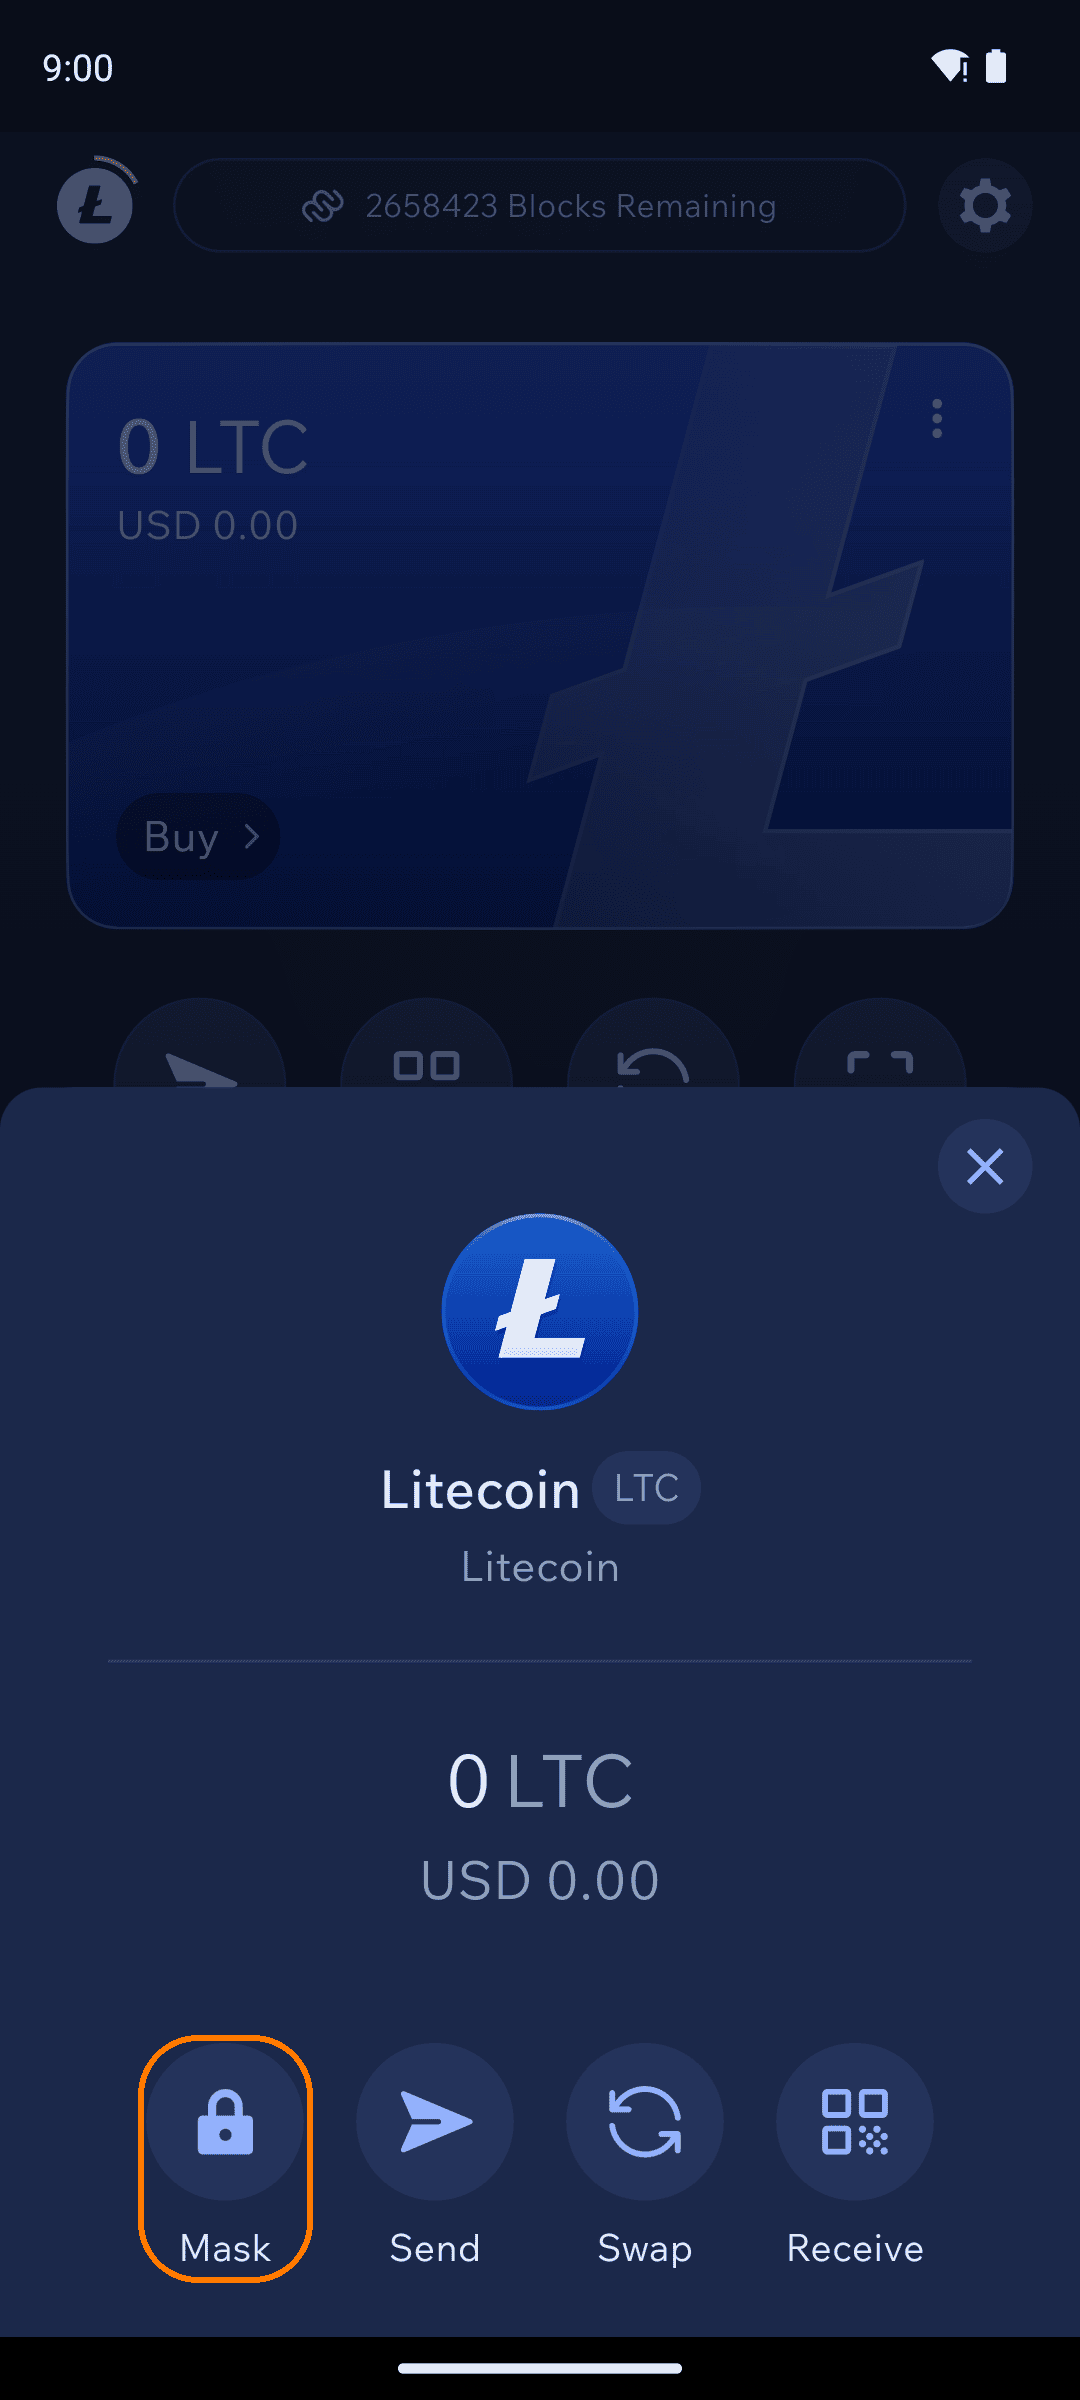 9:00
2658423 Blocks Remaining
0 LTC
USD 0.00
Buy
Litecoin LTC
Litecoin
0 LTC
USD 0.00
Mask Send Swap Receive